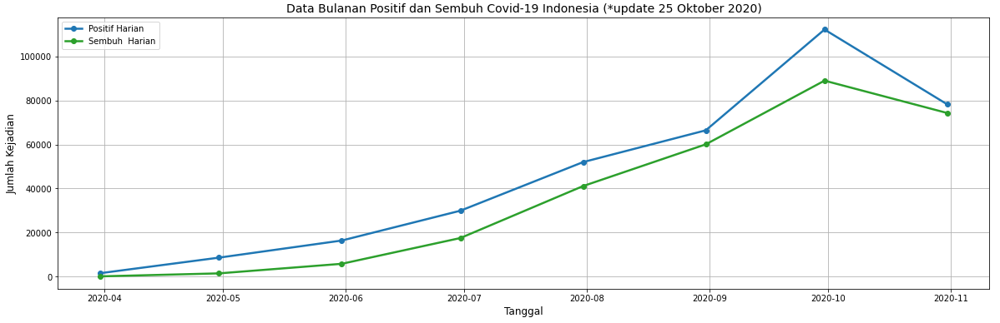 Data Bulanan Positif dan Sembuh Covid-19 Indonesia (*update 25 Oktober 2020)
Positif Harian
Sembuh  Harian
Jumlah Kejadian
100000
80000
60000
40000
20000
0
2020-04 2020-05 2020-06 2020-07 2020-08 2020-09 2020-10 2020-11
Tanggal